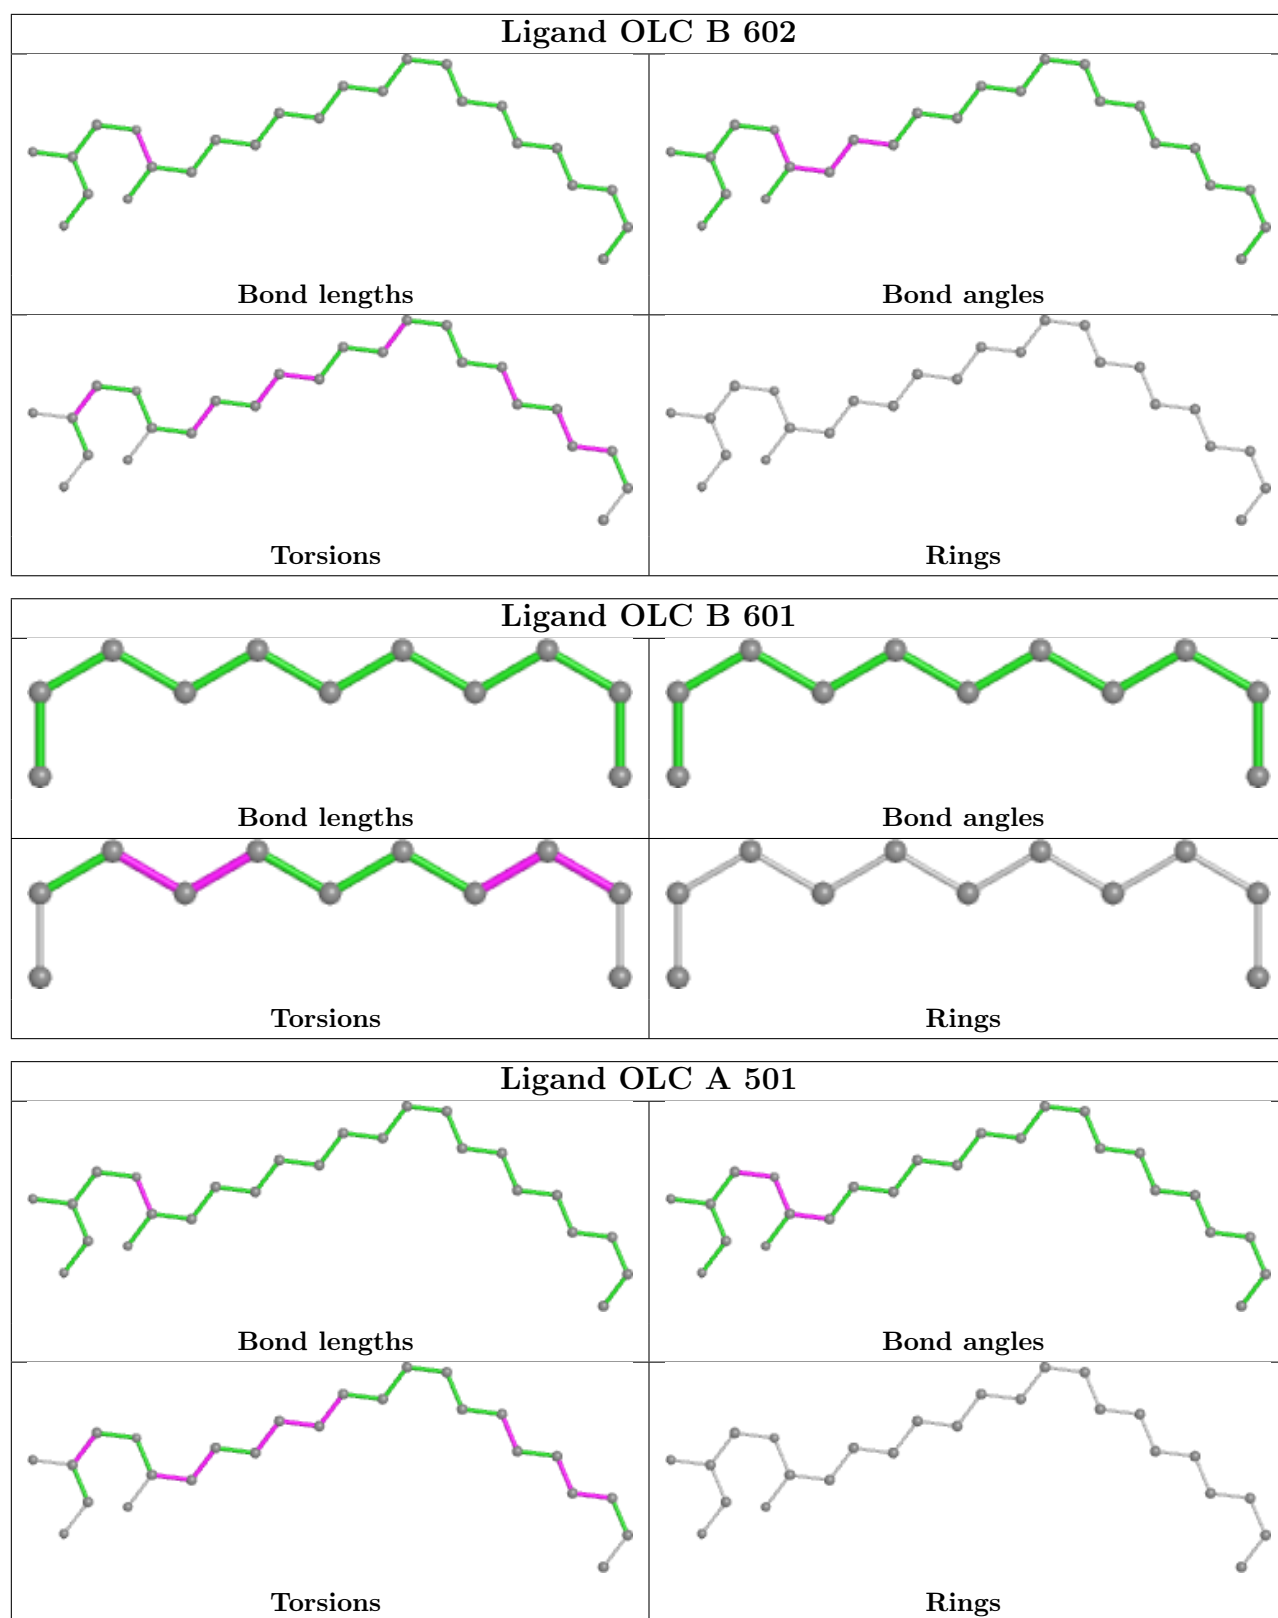 Ligand OLC B 602
Bond lengths
Bond angles
Torsions
Rings
Ligand OLC B 601
Bond lengths
Bond angles
Torsions
Rings
Ligand OLC A 501
Bond lengths
Bond angles
Torsions
Rings